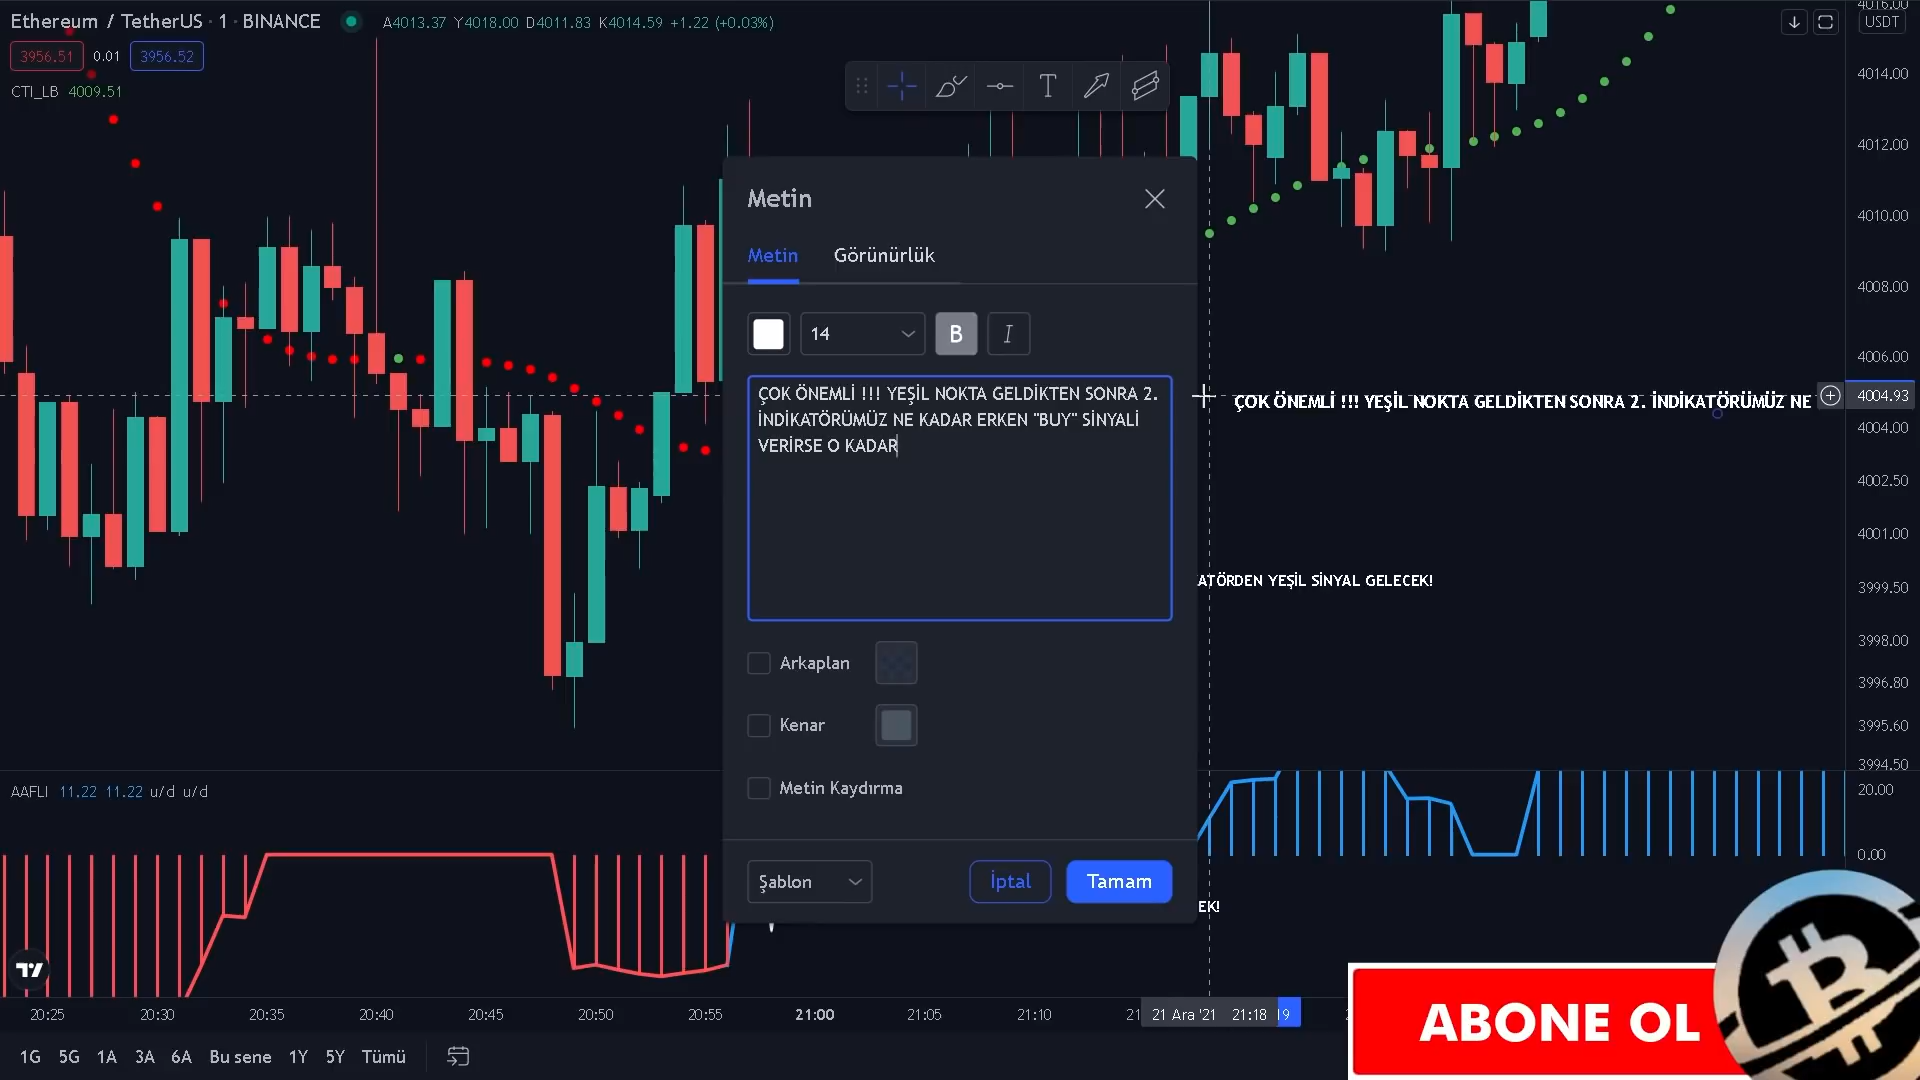 Ethereum / TetherUS · 1 · BINANCE A4013.37 Y4018.00 D4011.83 K4014.59 +1.22 (+0.03%)
3956.51 0.01 3956.52
CTI_LB 4009.51
T
USDT
4016.00
4014.00
4012.00
4010.00
4008.00
4006.00
4004.93
4004.00
4002.50
4001.00
3999.50
3998.00
3996.80
3995.60
3994.50
Metin
Metin Görünürlük
14 B I
ÇOK ÖNEMLİ !!! YEŞİL NOKTA GELDİKTEN SONRA 2.
İNDİKATÖRÜMÜZ NE KADAR ERKEN "BUY" SİNYALİ
VERİRSE O KADAR
ÇOK ÖNEMLİ !!! YEŞİL NOKTA GELDİKTEN SONRA 2. İNDİKATÖRÜMÜZ NE
ATÖRDEN YEŞİL SİNYAL GELECEK!
Arkaplan
Kenar
Metin Kaydırma
Şablon İptal Tamam
AAFLI 11.22 11.22 u/d u/d
20.00
0.00
EK!
20:25 20:30 20:35 20:40 20:45 20:50 20:55 21:00 21:05 21:10 21 21 Ara '21 21:18 19
1G 5G 1A 3A 6A Bu sene 1Y 5Y Tümü
ABONE OL